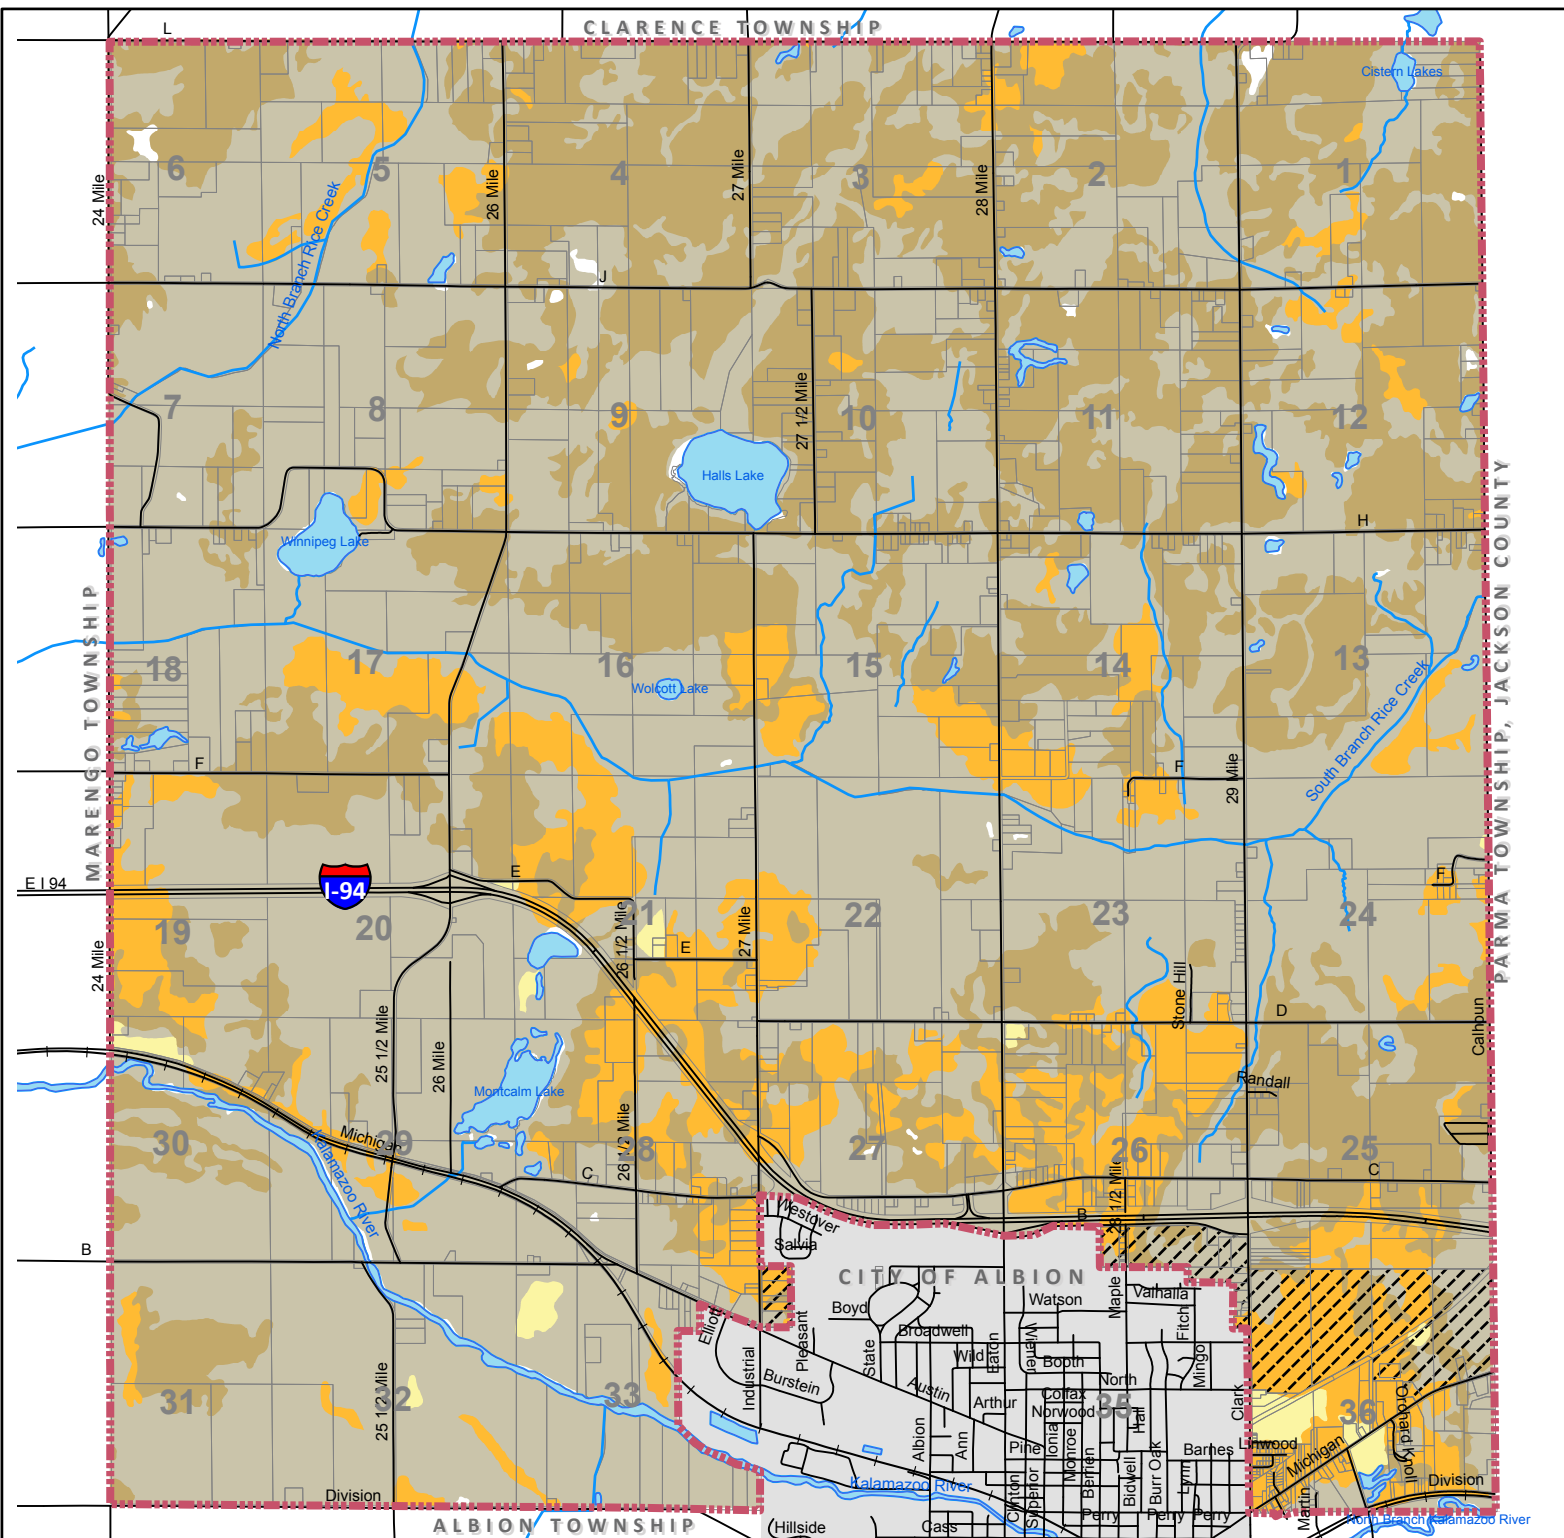 L
CLARENCE TOWNSHIP
Cistern Lakes
6
5
4
3
2
1
24 Mile
26 Mile
27 Mile
28 Mile
North Branch Rice Creek
J
7
8
9
10
11
12
27 1/2 Mile
Halls Lake
Winnipeg Lake
H
MARENGO TOWNSHIP
PARMA TOWNSHIP, JACKSON COUNTY
18
17
16
15
14
13
Wolcott Lake
South Branch Rice Creek
F
F
29 Mile
E I 94
I-94
E
F
19
20
21
22
23
24
24 Mile
26 1/2 Mile
E
27 Mile
Stone Hill
D
Calhoun
25 1/2 Mile
26 Mile
Montcalm Lake
Randall
30
Michigan
29
26 1/2 Mile
28
27
26
25
Kalamazoo River
C
C
28 1/2 Mile
B
B
Westover
Salvia
CITY OF ALBION
Boyd
Watson
Maple
Valhalla
Fitch
Elliott
Pleasant
State
Broadwell
Wild
Eaton
Wiener
Booth
Mingo
Industrial
Burstein
Austin
Arthur
North
Colfax
Norwood
35
Hall
Clark
31
25 1/2 Mile
32
33
36
Orchard Knoll
Albion
Ann
Pine
Ionia
Monroe
Berrien
Bidwell
Burr Oak
Lynn
Barnes
Linwood
Michigan
Division
Kalamazoo River
Clinton
Superior
Martin
Division
ALBION TOWNSHIP
Hillside
Cass
Perry
Perry
Perry
North Branch Kalamazoo River